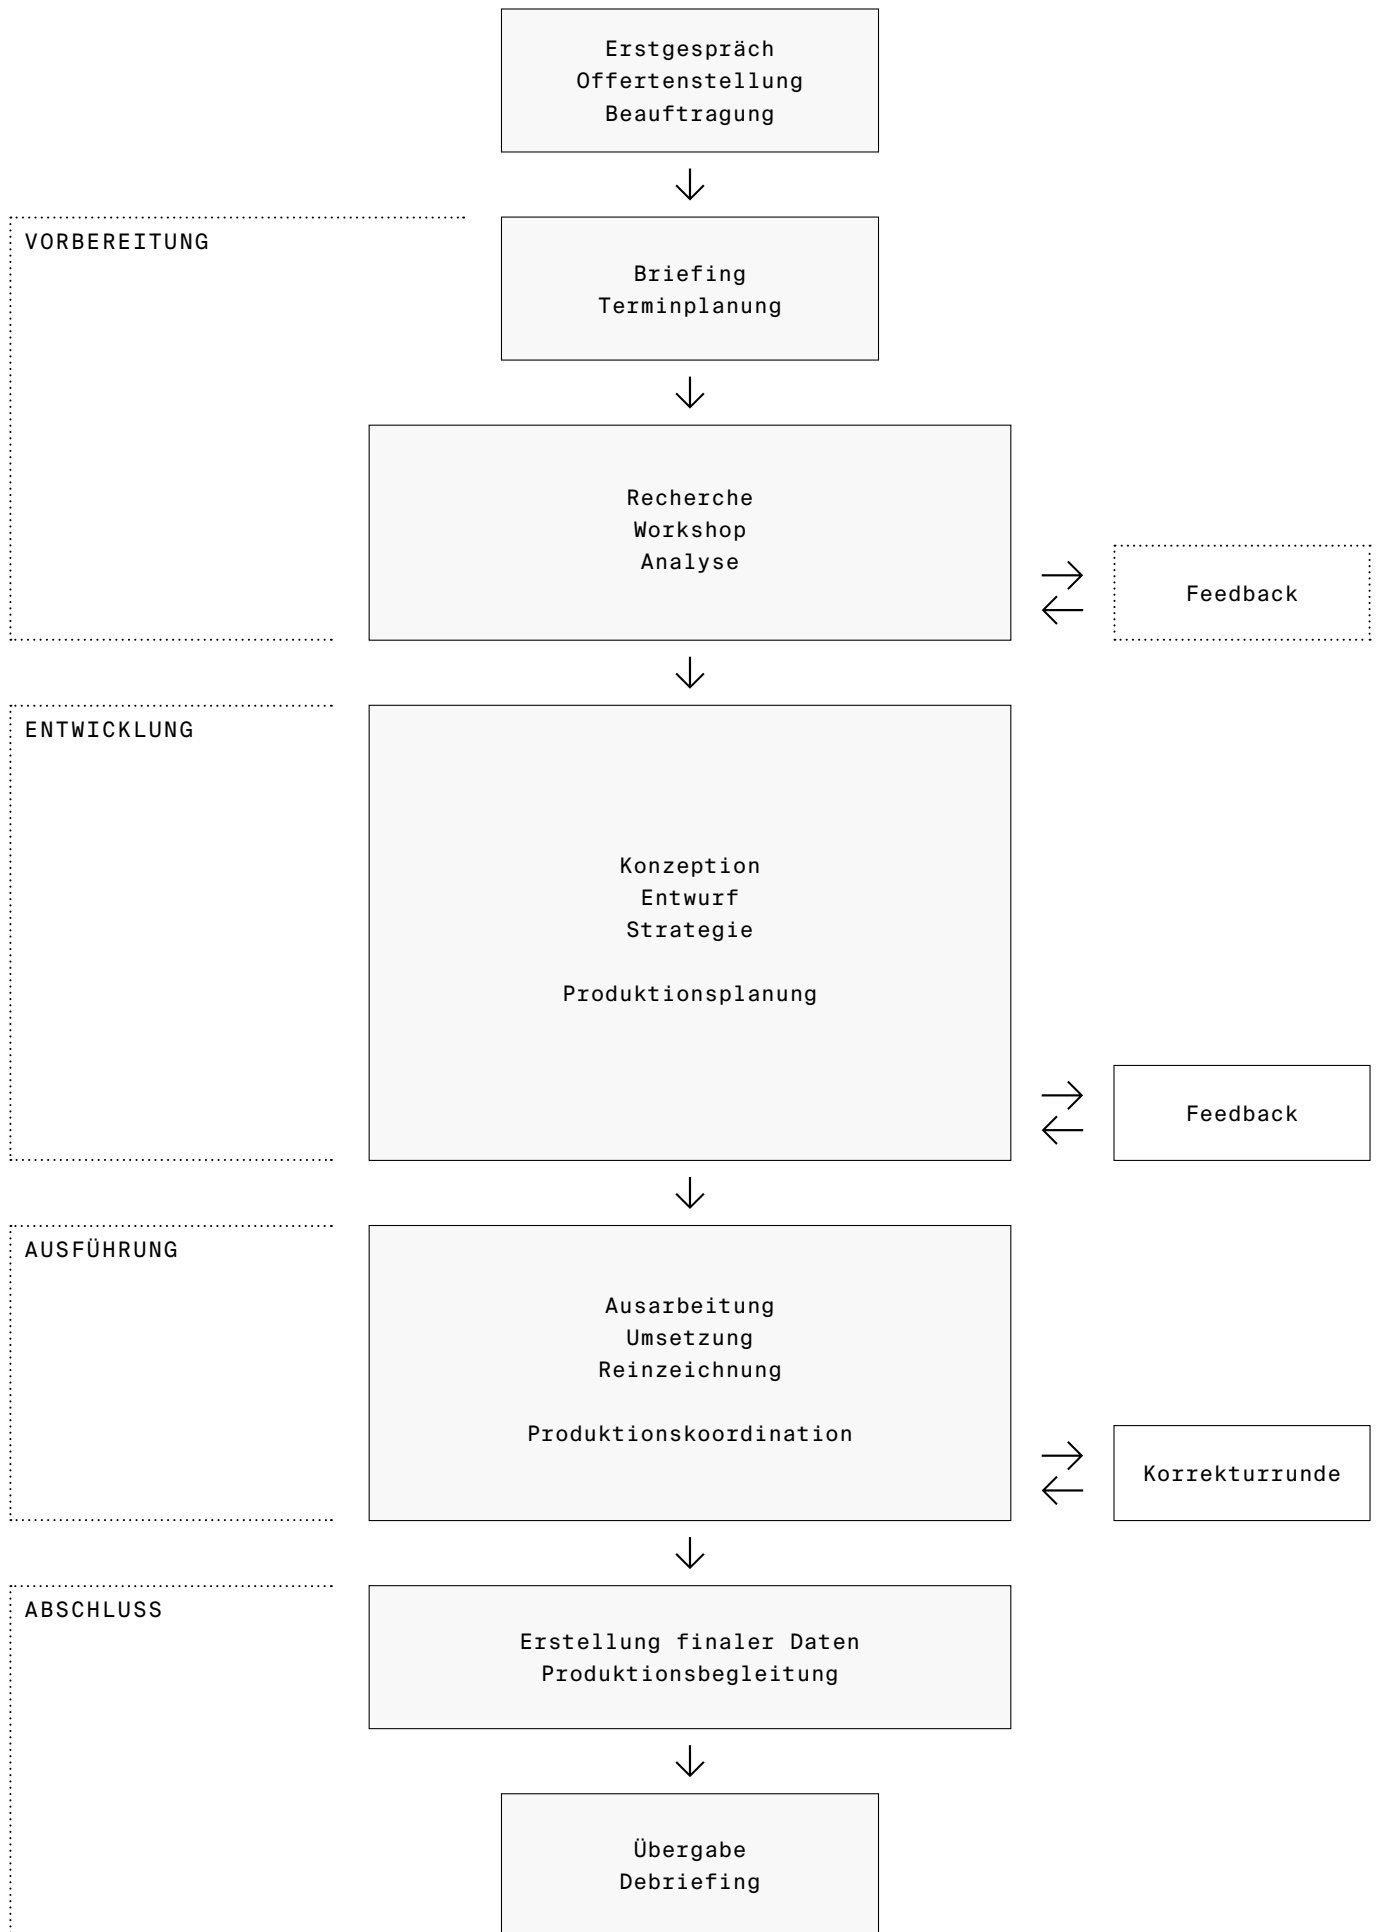 Erstgespräch
Offertenstellung
Beauftragung
VORBEREITUNG
Briefing
Terminplanung
Recherche
Workshop
Analyse
Feedback
ENTWICKLUNG
Konzeption
Entwurf
Strategie
Produktionsplanung
Feedback
AUSFÜHRUNG
Ausarbeitung
Umsetzung
Reinzeichnung
Produktionskoordination
Korrekturrunde
ABSCHLUSS
Erstellung finaler Daten
Produktionsbegleitung
Übergabe
Debriefing